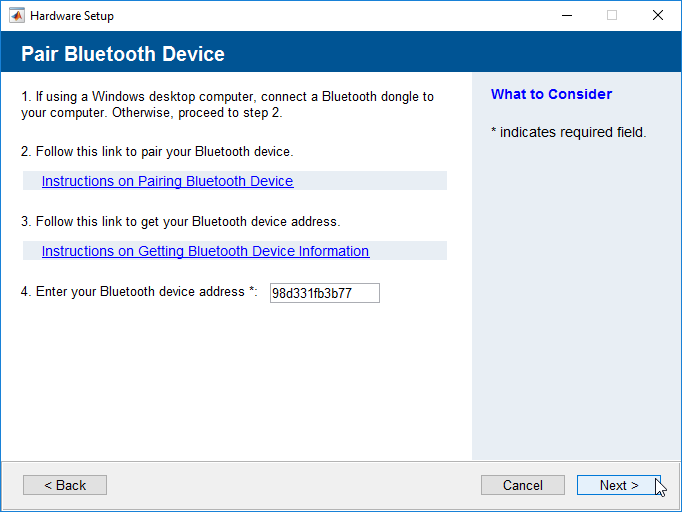 Hardware Setup
Pair Bluetooth Device
1. If using a Windows desktop computer, connect a Bluetooth dongle to
your computer. Otherwise, proceed to step 2.
2. Follow this link to pair your Bluetooth device.
Instructions on Pairing Bluetooth Device
3. Follow this link to get your Bluetooth device address.
Instructions on Getting Bluetooth Device Information
4. Enter your Bluetooth device address *: 98d331fb3b77
What to Consider
* indicates required field.
< Back Cancel Next >